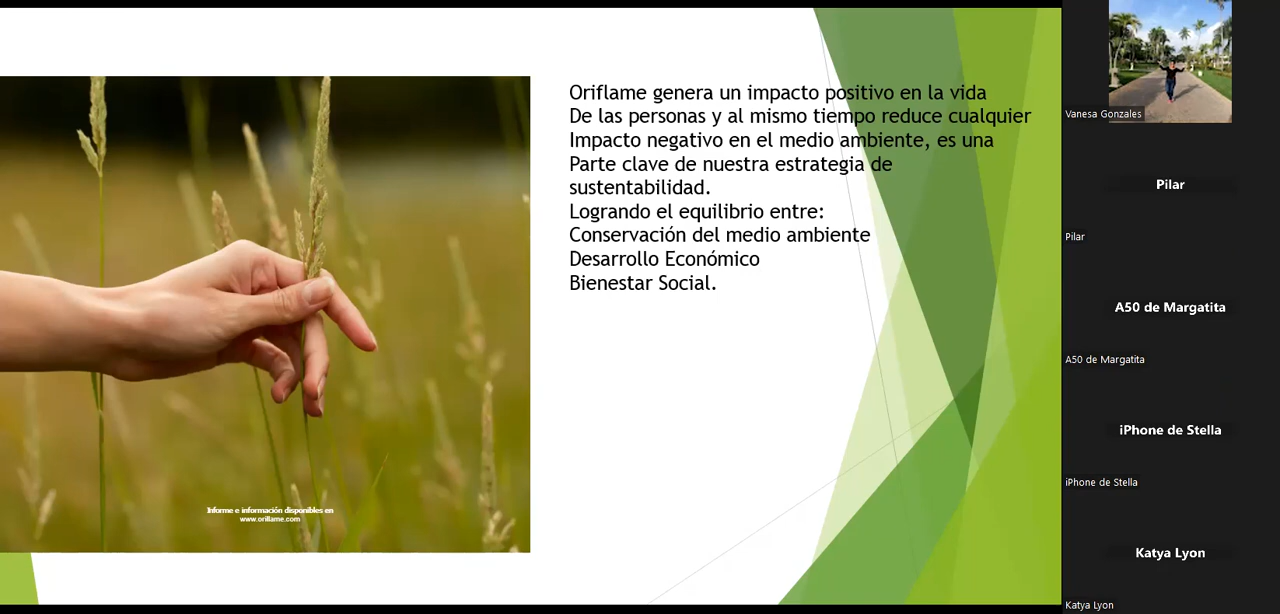 Oriflame genera un impacto positivo en la vida
De las personas y al mismo tiempo reduce cualquier
Impacto negativo en el medio ambiente, es una
Parte clave de nuestra estrategia de
sustentabilidad.
Logrando el equilibrio entre:
Conservación del medio ambiente
Desarrollo Económico
Bienestar Social.
Informe e información disponibles en
www.oriflame.com
Vanesa Gonzales
Pilar
Pilar
A50 de Margatita
A50 de Margatita
iPhone de Stella
iPhone de Stella
Katya Lyon
Katya Lyon